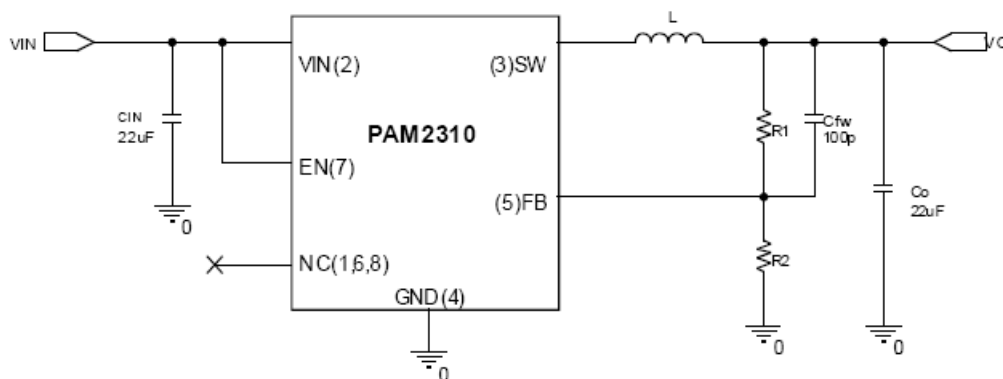 VIN
VIN(2)
CIN
22uF
0
EN(7)
NC(1,6,8)
PAM2310
GND(4)
0
(3)SW
(5)FB
L
R1
Cfw
100p
R2
0
Co
22uF
0